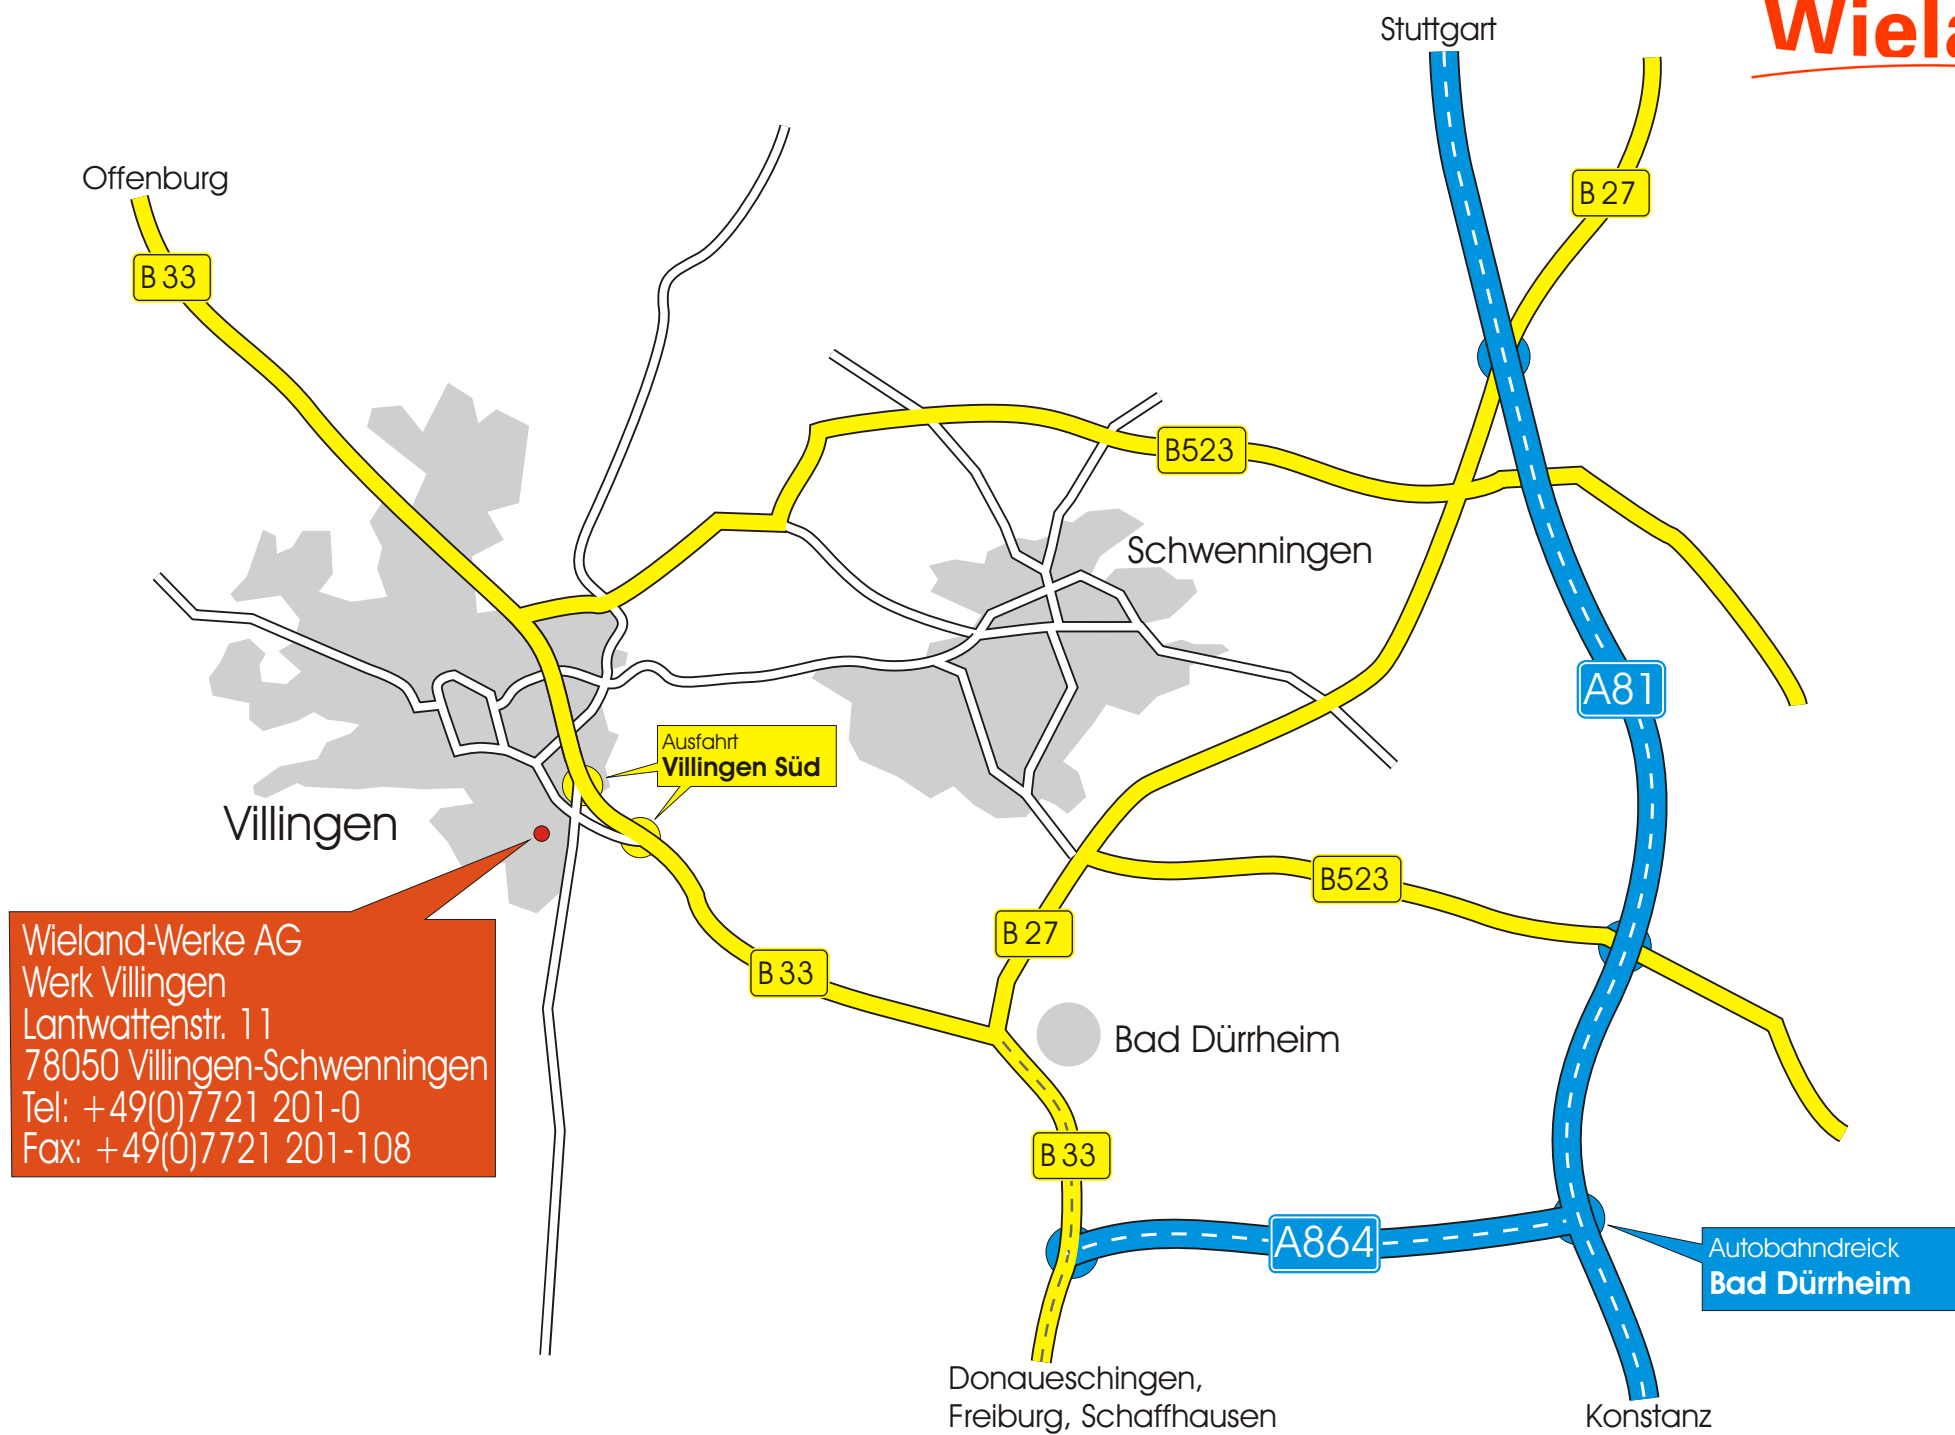 Stuttgart
Offenburg
B 27
B 33
B523
Schwenningen
A81
Ausfahrt
Villingen Süd
Villingen
B523
B 27
B 33
Wieland-Werke AG
Werk Villingen
Lantwattenstr. 11
78050 Villingen-Schwenningen
Tel: +49(0)7721 201-0
Fax: +49(0)7721 201-108
Bad Dürrheim
B 33
A864
Autobahndreick
Bad Dürrheim
Donaueschingen,
Freiburg, Schaffhausen
Konstanz